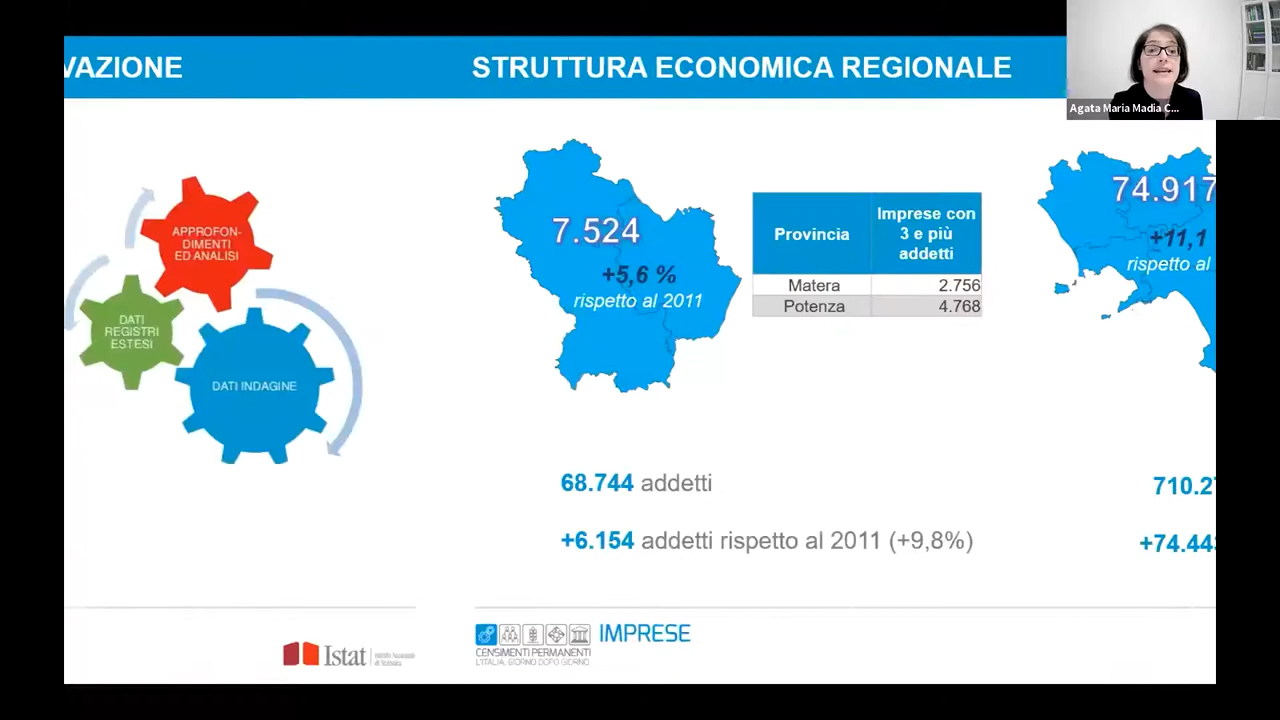 VAZIONE
STRUTTURA ECONOMICA REGIONALE
Agata Maria Madia C...
APPROFON-
DIMENTI
ED ANALISI
DATI
REGISTRI
ESTESI
DATI INDAGINE
7.524
+5,6 %
rispetto al 2011
Provincia
Imprese con
3 e più
addetti
Matera 2.756
Potenza 4.768
74.917
+11,1
rispetto al
68.744 addetti
+6.154 addetti rispetto al 2011 (+9,8%)
710.2
+74.44
Istat
CENSIMENTI PERMANENTI
L'ITALIA, GIORNO DOPO GIORNO
IMPRESE